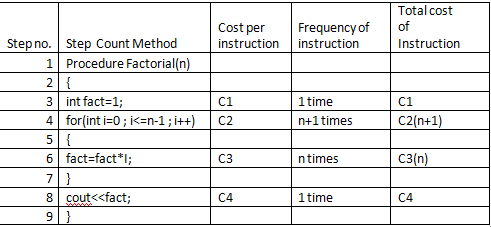 Step no. Step Count Method Cost per instruction Frequency of instruction Total cost of Instruction
1 Procedure Factorial(n)
2 {
3 int fact=1; C1 1 time C1
4 for(int i=0 ; i<=n-1 ; i++) C2 n+1 times C2(n+1)
5 {
6 fact=fact*I; C3 n times C3(n)
7 }
8 cout<<fact; C4 1 time C4
9 }